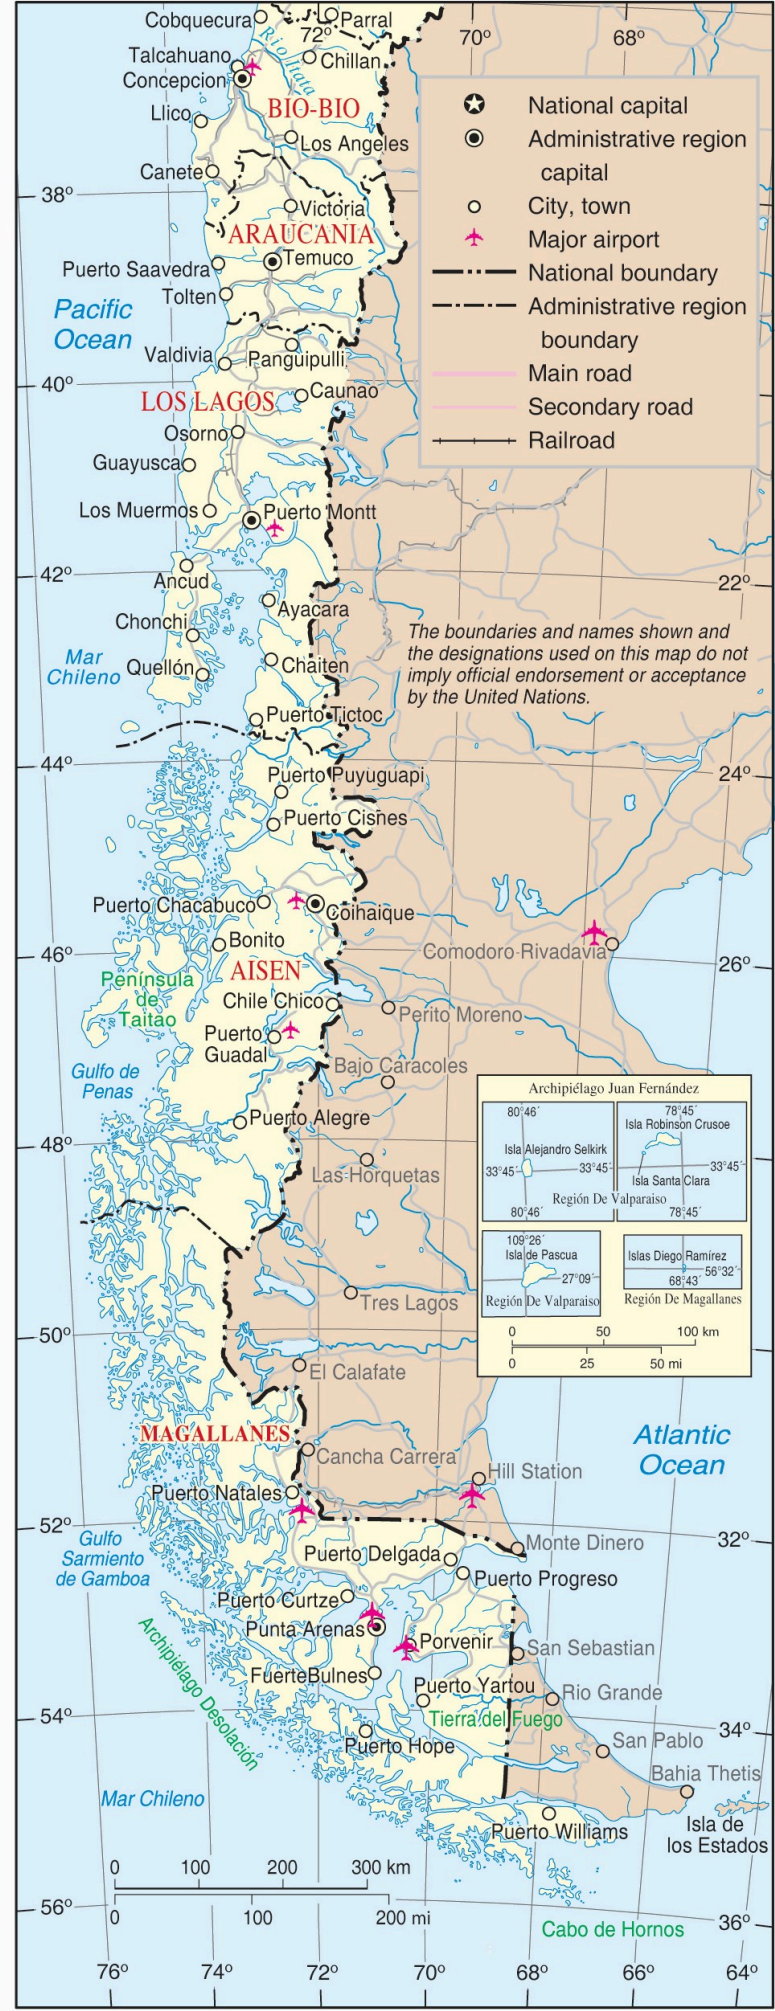 Cobquecura
Parral
72°
70°
68°
Rio Itata
Talcahuano
Chillan
Concepcion
BIO-BIO
Llico
Los Angeles
Canete
38°
Victoria
ARAUCANIA
Temuco
Puerto Saavedra
Tolten
Pacific
Ocean
Valdivia
Panguipulli
40°
Caunao
LOS LAGOS
Osorno
Guayusca
Los Muermos
Puerto Montt
National capital
Administrative region
capital
City, town
Major airport
National boundary
Administrative region
boundary
Main road
Secondary road
Railroad
42°
22°
Ancud
Ayacara
Chonchi
Mar
Chileno
Quellón
Chaiten
The boundaries and names shown and
the designations used on this map do not
imply official endorsement or acceptance
by the United Nations.
Puerto Tictoc
44°
24°
Puerto Puyuguapi
Puerto Cisnes
Puerto Chacabuco
Coihaique
Bonito
Comodoro Rivadavia
46°
26°
AISEN
Península
de
Taitao
Chile Chico
Perito Moreno
Puerto
Guadal
Gulfo de
Penas
Bajo Caracoles
Puerto Alegre
48°
Las Horquetas
Archipiélago Juan Fernández
80°46´
Isla Alejandro Selkirk
33°45´
33°45´
80°46´
78°45´
Isla Robinson Crusoe
33°45´
Isla Santa Clara
78°45´
Región De Valparaiso
109°26´
Isla de Pascua
27°09´
Región De Valparaiso
Islas Diego Ramírez
56°32´
68°43´
Región De Magallanes
0 50 100 km
0 25 50 mi
Tres Lagos
50°
El Calafate
MAGALLANES
Cancha Carrera
Atlantic
Ocean
Hill Station
Puerto Natales
52°
32°
Gulfo
Sarmiento
de Gamboa
Monte Dinero
Puerto Delgada
Puerto Progreso
Puerto Curtze
Punta Arenas
Porvenir
San Sebastian
Archipiélago Desolación
FuerteBulnes
Puerto Yartou
Rio Grande
54°
34°
Tierra del Fuego
San Pablo
Puerto Hope
Bahia Thetis
Mar Chileno
Puerto Williams
Isla de
los Estados
0 100 200 300 km
0 100 200 mi
56°
36°
Cabo de Hornos
76° 74° 72° 70° 68° 66° 64°